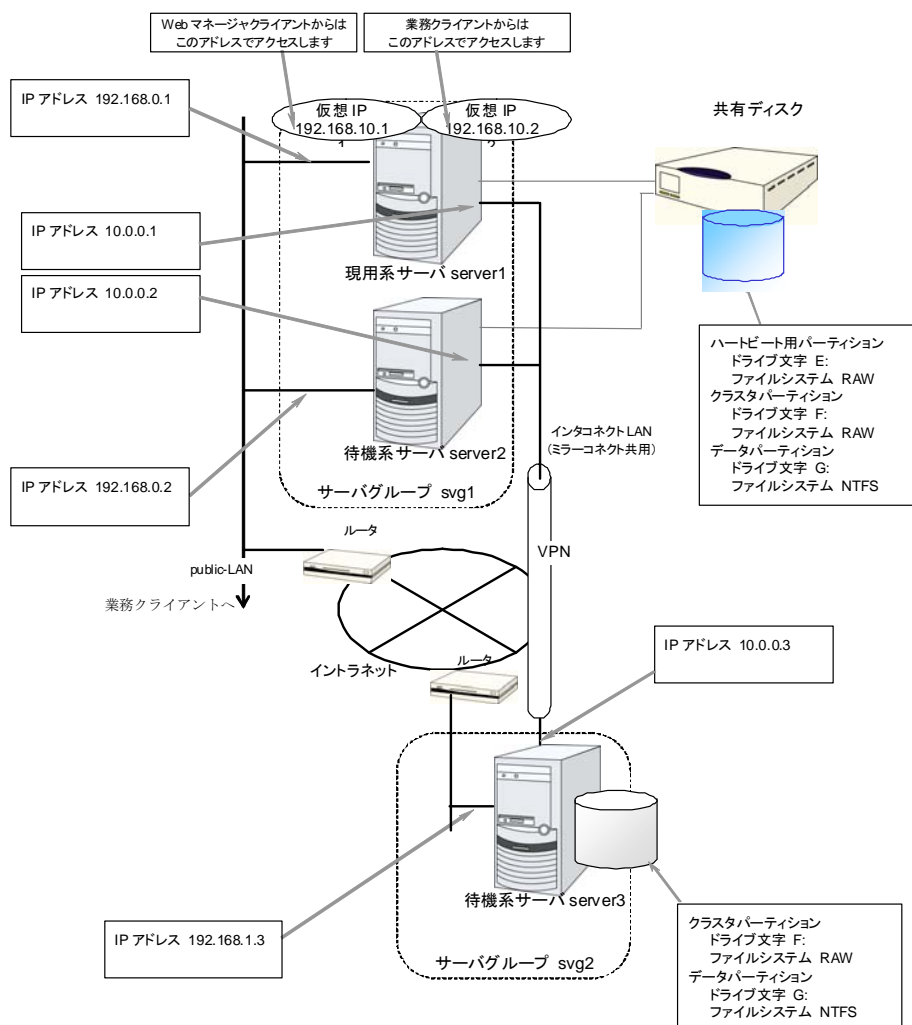 Web マネージャクライアントからは
このアドレスでアクセスします
業務クライアントからは
このアドレスでアクセスします
IP アドレス 192.168.0.1
仮想 IP
192.168.10.1
仮想 IP
192.168.10.2
共有ディスク
IP アドレス 10.0.0.1
現用系サーバ server1
IP アドレス 10.0.0.2
ハートビート用パーティション
ドライブ文字 E:
ファイルシステム RAW
クラスタパーティション
ドライブ文字 F:
ファイルシステム RAW
データパーティション
ドライブ文字 G:
ファイルシステム NTFS
インタコネクト LAN
（ミラーコネクト共用）
待機系サーバ server2
IP アドレス 192.168.0.2
サーバグループ svg1
ルータ
VPN
public-LAN
業務クライアントへ
IP アドレス 10.0.0.3
イントラネット
ルータ
待機系サーバ server3
IP アドレス 192.168.1.3
サーバグループ svg2
クラスタパーティション
ドライブ文字 F:
ファイルシステム RAW
データパーティション
ドライブ文字 G:
ファイルシステム NTFS